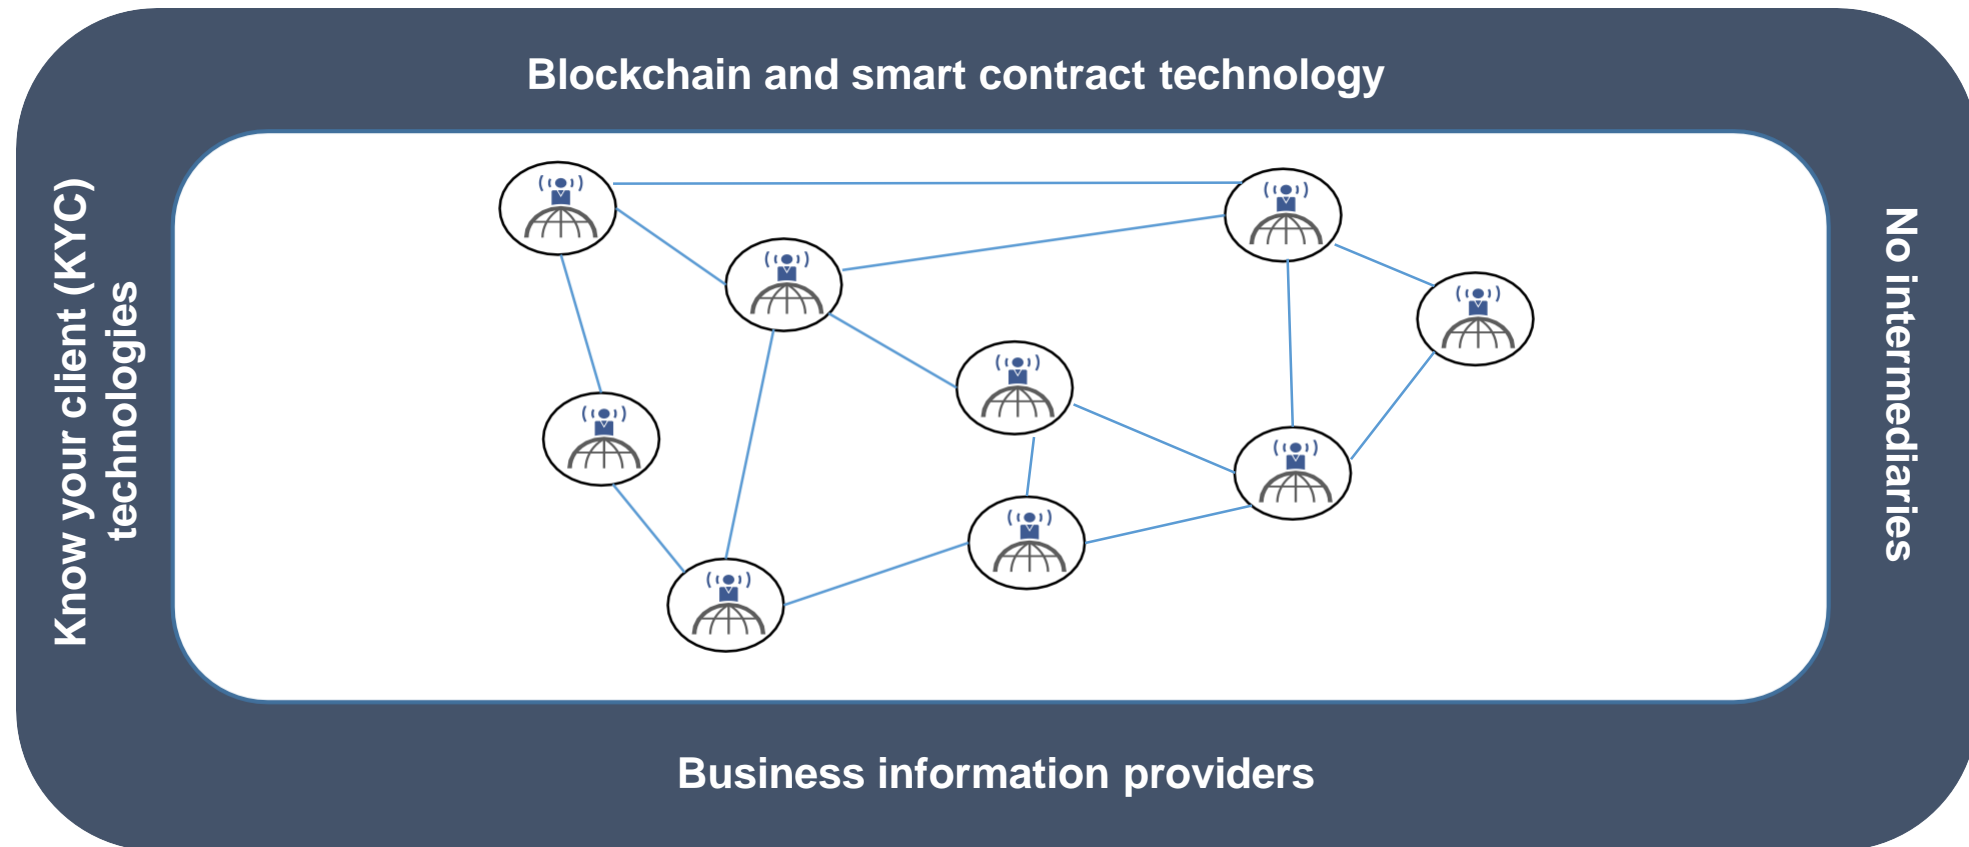 Blockchain and smart contract technology
Know your client (KYC)
technologies
No intermediaries
Business information providers